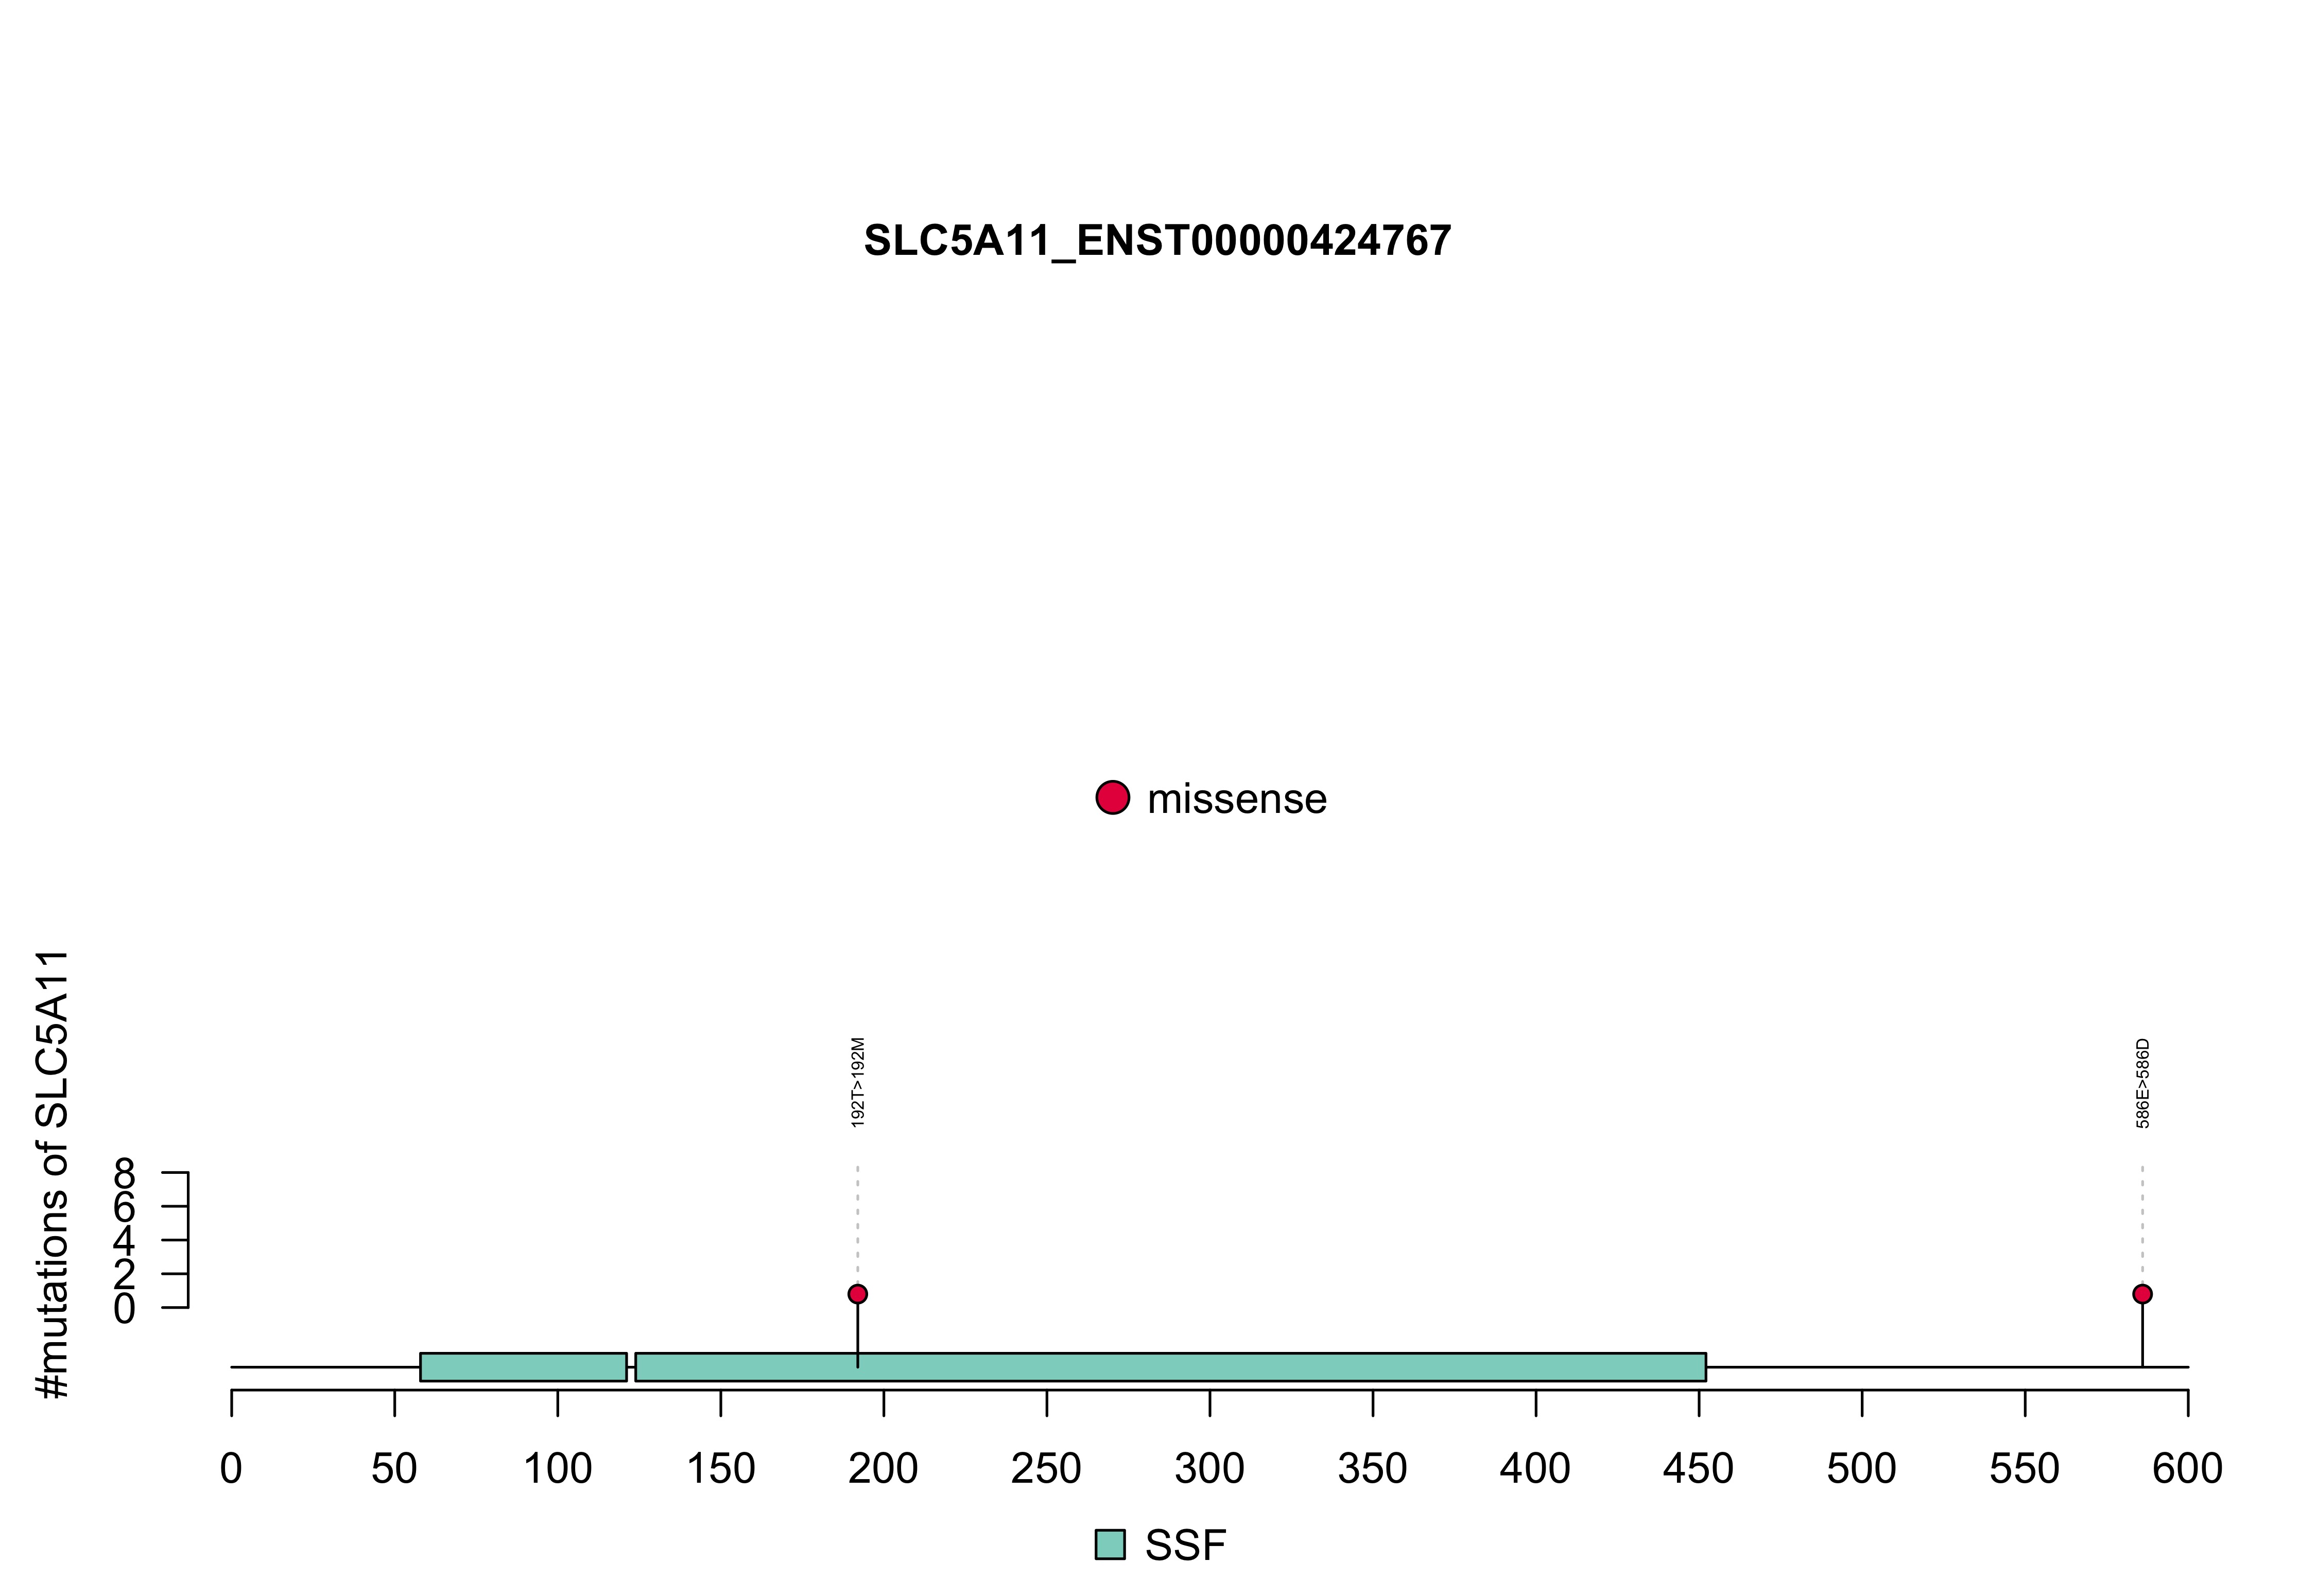 SLC5A11_ENST00000424767
missense
#mutations of SLC5A11
192T>192M
586E>586D
8
6
4
2
0
0 50 100 150 200 250 300 350 400 450 500 550 600
SSF